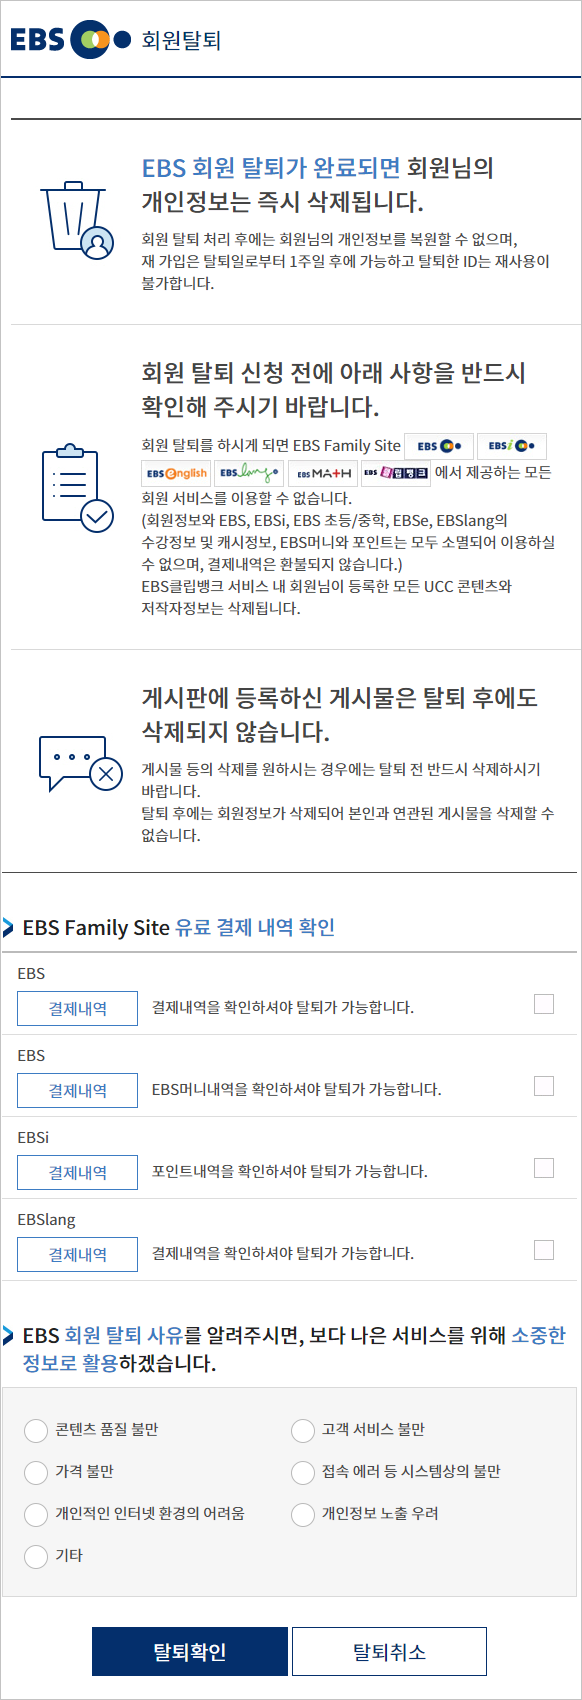 EBS 회원탈퇴
EBS 회원 탈퇴가 완료되면 회원님의
개인정보는 즉시 삭제됩니다.
회원 탈퇴 처리 후에는 회원님의 개인정보를 복원할 수 없으며,
재 가입은 탈퇴일로부터 1주일 후에 가능하고 탈퇴한 ID는 재사용이
불가합니다.
회원 탈퇴 신청 전에 아래 사항을 반드시
확인해 주시기 바랍니다.
회원 탈퇴를 하시게 되면 EBS Family Site EBS EBSi
EBS english EBS lang EBS MATH EBS 클립뱅크 에서 제공하는 모든
회원 서비스를 이용할 수 없습니다.
(회원정보와 EBS, EBSi, EBS 초등/중학, EBSe, EBSlang의
수강정보 및 캐시정보, EBS머니와 포인트는 모두 소멸되어 이용하실
수 없으며, 결제내역은 환불되지 않습니다.)
EBS클립뱅크 서비스 내 회원님이 등록한 모든 UCC 콘텐츠와
저작자정보는 삭제됩니다.
게시판에 등록하신 게시물은 탈퇴 후에도
삭제되지 않습니다.
게시물 등의 삭제를 원하시는 경우에는 탈퇴 전 반드시 삭제하시기
바랍니다.
탈퇴 후에는 회원정보가 삭제되어 본인과 연관된 게시물을 삭제할 수
없습니다.
EBS Family Site 유료 결제 내역 확인
EBS
결제내역 결제내역을 확인하셔야 탈퇴가 가능합니다.
EBS
결제내역 EBS머니내역을 확인하셔야 탈퇴가 가능합니다.
EBSi
결제내역 포인트내역을 확인하셔야 탈퇴가 가능합니다.
EBSlang
결제내역 결제내역을 확인하셔야 탈퇴가 가능합니다.
EBS 회원 탈퇴 사유를 알려주시면, 보다 나은 서비스를 위해 소중한
정보로 활용하겠습니다.
콘텐츠 품질 불만 고객 서비스 불만
가격 불만 접속 에러 등 시스템상의 불만
개인적인 인터넷 환경의 어려움 개인정보 노출 우려
기타
탈퇴확인 탈퇴취소